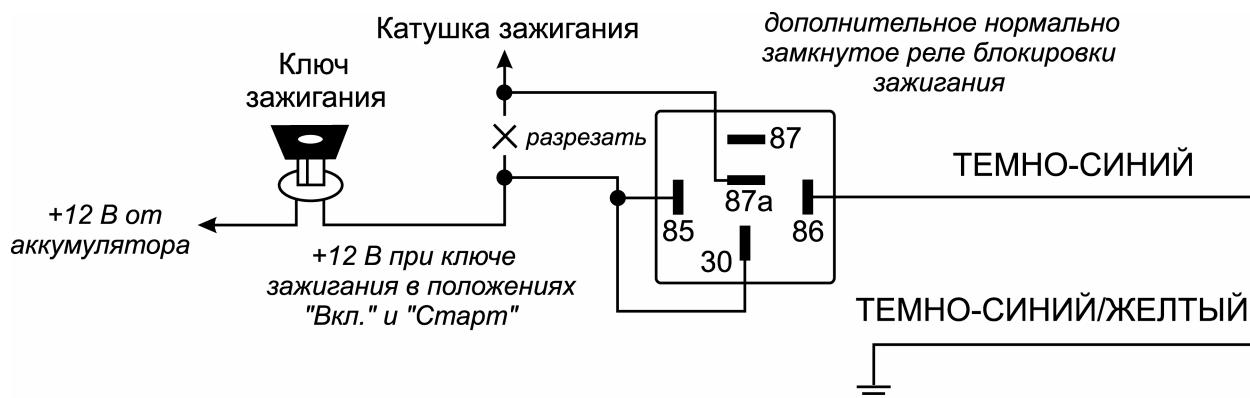 Катушка зажигания
дополнительное нормально
замкнутое реле блокировки
зажигания
Ключ
зажигания
разрезать
87
87a
85
86
30
ТЕМНО-СИНИЙ
+12 В от
аккумулятора
+12 В при ключе
зажигания в положениях
"Вкл." и "Старт"
ТЕМНО-СИНИЙ/ЖЕЛТЫЙ